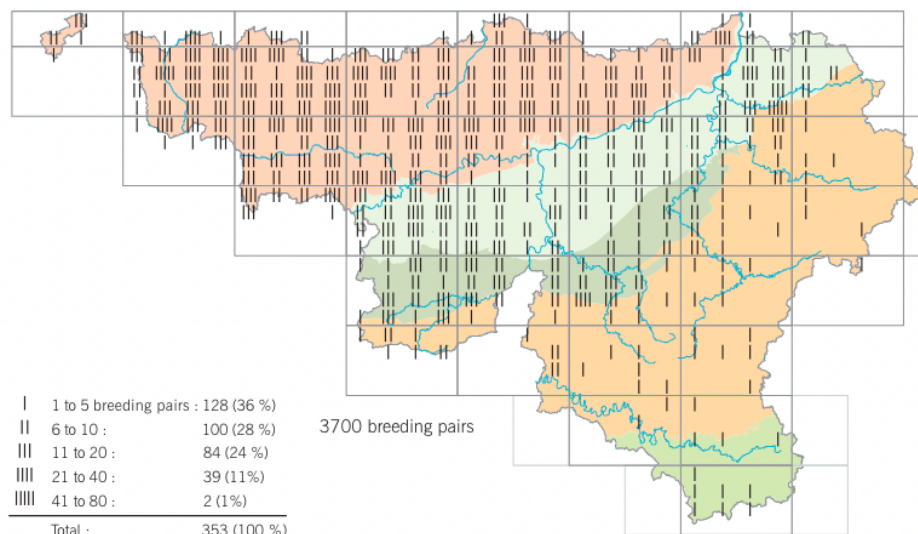 | 1 to 5 breeding pairs : 128 (36 %)
|| 6 to 10 : 100 (28 %)
||| 11 to 20 : 84 (24 %)
|||| 21 to 40 : 39 (11%)
||||| 41 to 80 : 2 (1%)
Total : 353 (100 %)
3700 breeding pairs